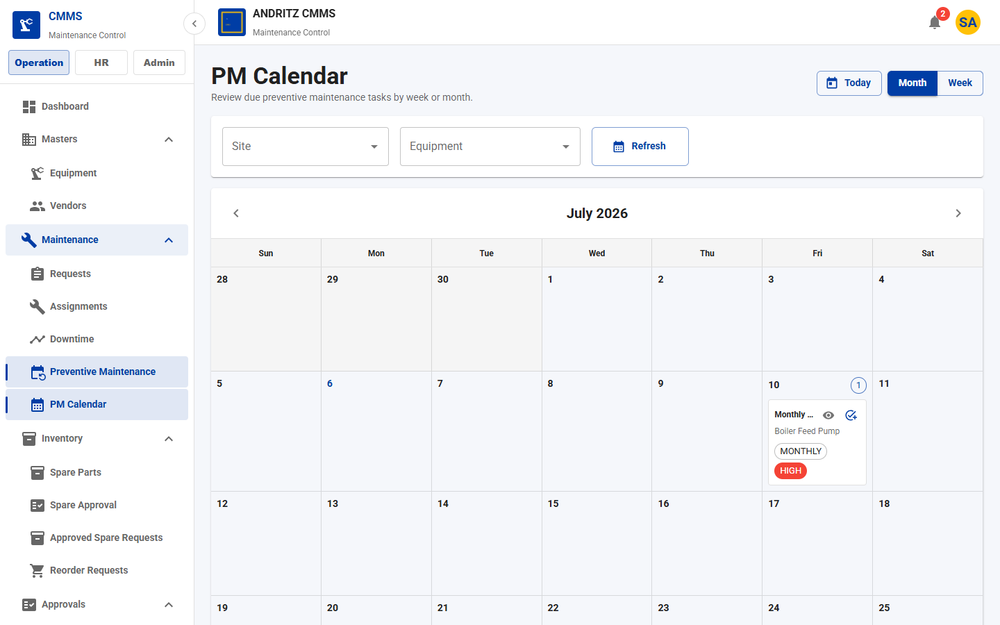 CMMS
Maintenance Control
Operation
HR
Admin
Dashboard
Masters
Equipment
Vendors
Maintenance
Requests
Assignments
Downtime
Preventive Maintenance
PM Calendar
Inventory
Spare Parts
Spare Approval
Approved Spare Requests
Reorder Requests
Approvals
ANDRITZ CMMS
Maintenance Control
2
SA
PM Calendar
Review due preventive maintenance tasks by week or month.
Today
Month
Week
Site
Equipment
Refresh
July 2026
Sun Mon Tue Wed Thu Fri Sat
28 29 30 1 2 3 4
5 6 7 8 9 10 1 11
Monthly ...
Boiler Feed Pump
MONTHLY
HIGH
12 13 14 15 16 17 18
19 20 21 22 23 24 25